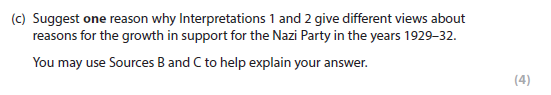 (c) Suggest one reason why Interpretations 1 and 2 give different views about
reasons for the growth in support for the Nazi Party in the years 1929–32.
You may use Sources B and C to help explain your answer.
(4)